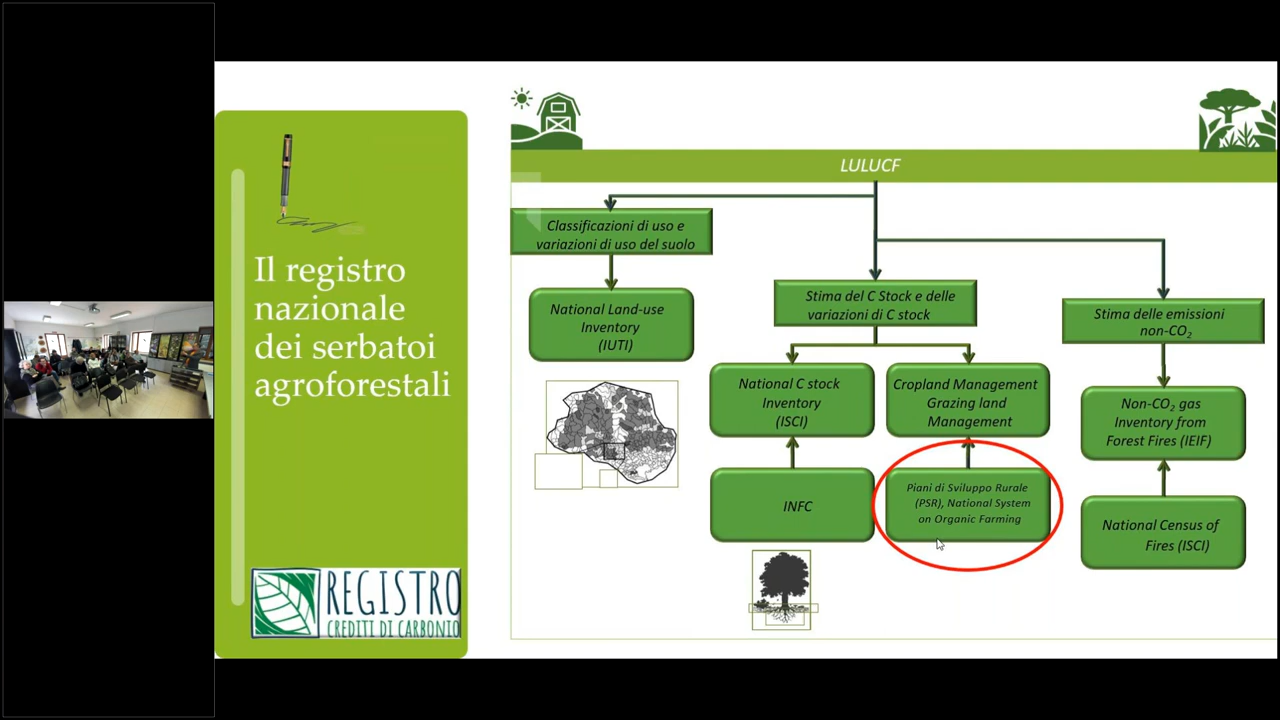 Il registro
nazionale
dei serbatoi
agroforestali
REGISTRO
CREDITI DI CARBONIO
LULUCF
Classificazioni di uso e
variazioni di uso del suolo
National Land-use
Inventory
(IUTI)
Stima del C Stock e delle
variazioni di C stock
National C stock
Inventory
(ISCI)
INFC
Cropland Management
Grazing land
Management
Piani di Sviluppo Rurale
(PSR), National System
on Organic Farming
Stima delle emissioni
non-CO₂
Non-CO₂ gas
Inventory from
Forest Fires (IEIF)
National Census of
Fires (ISCI)